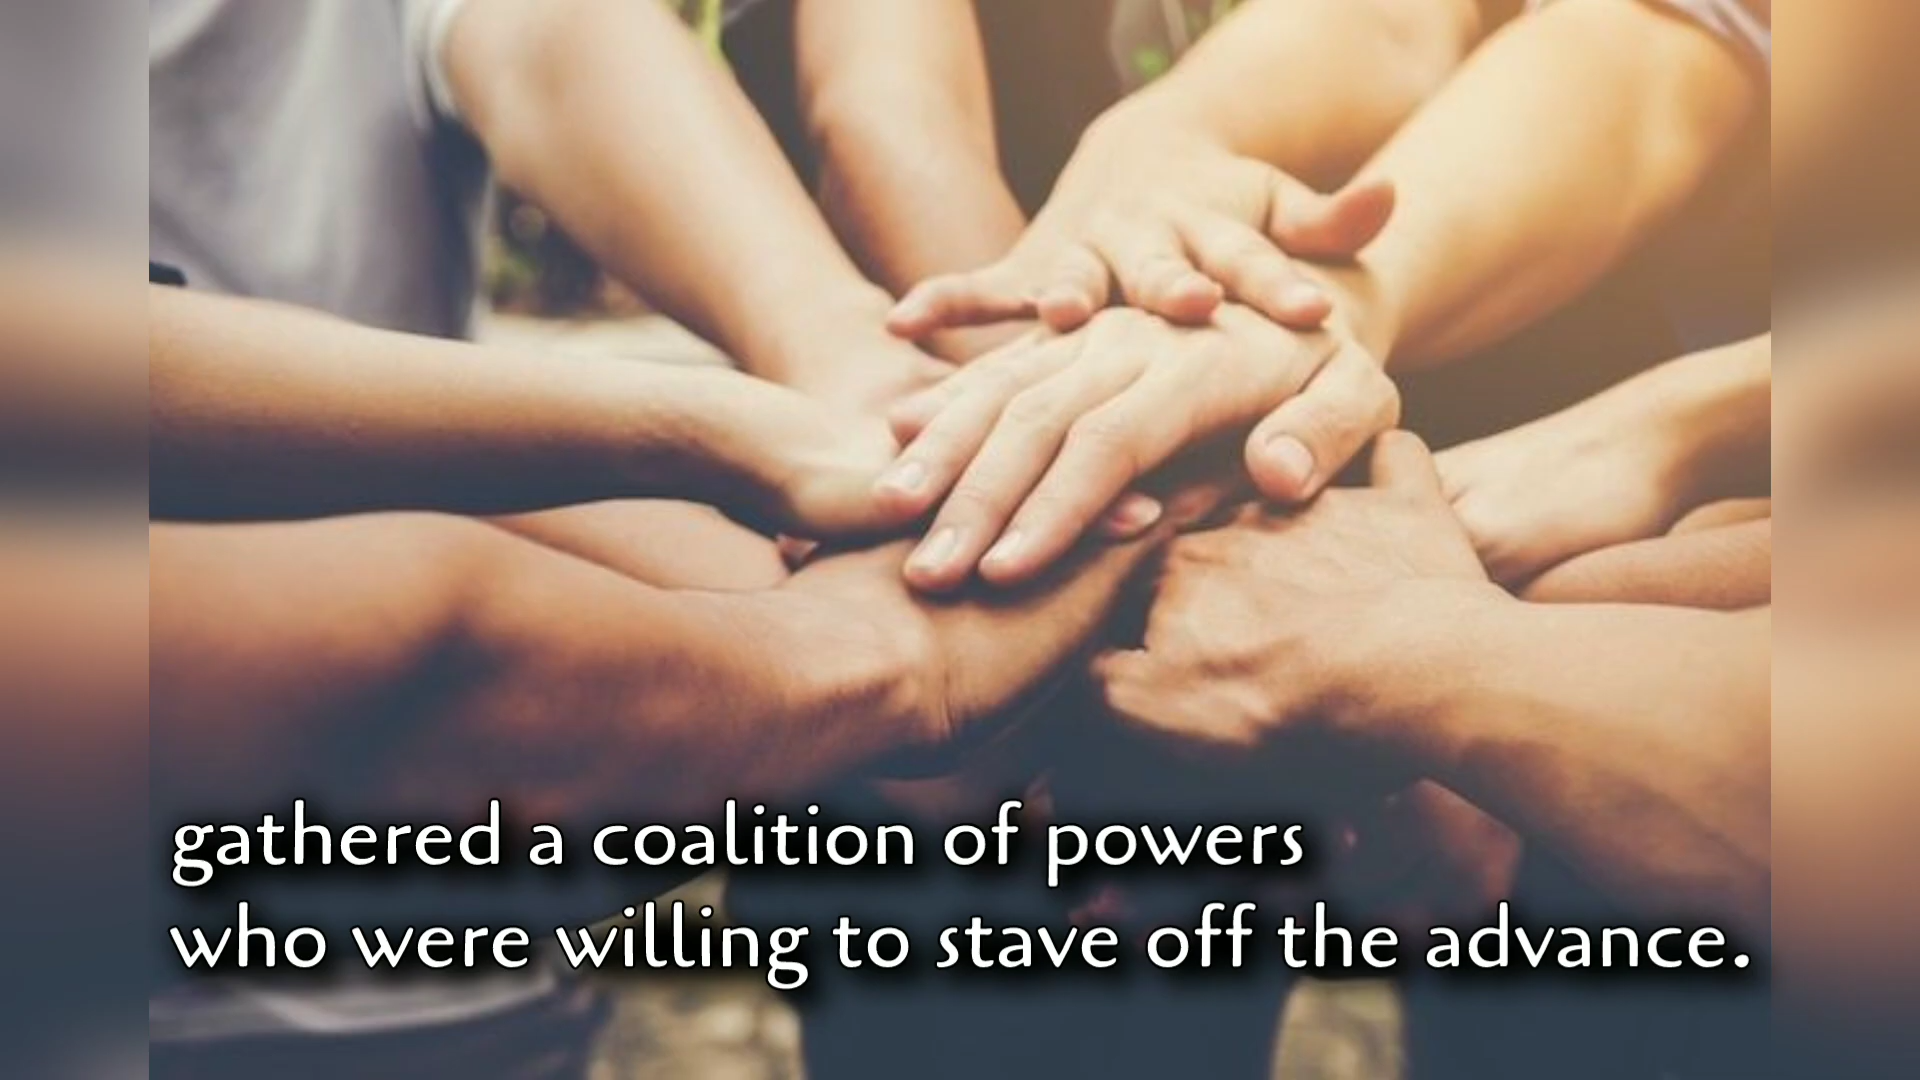 gathered a coalition of powers
who were willing to stave off the advance.